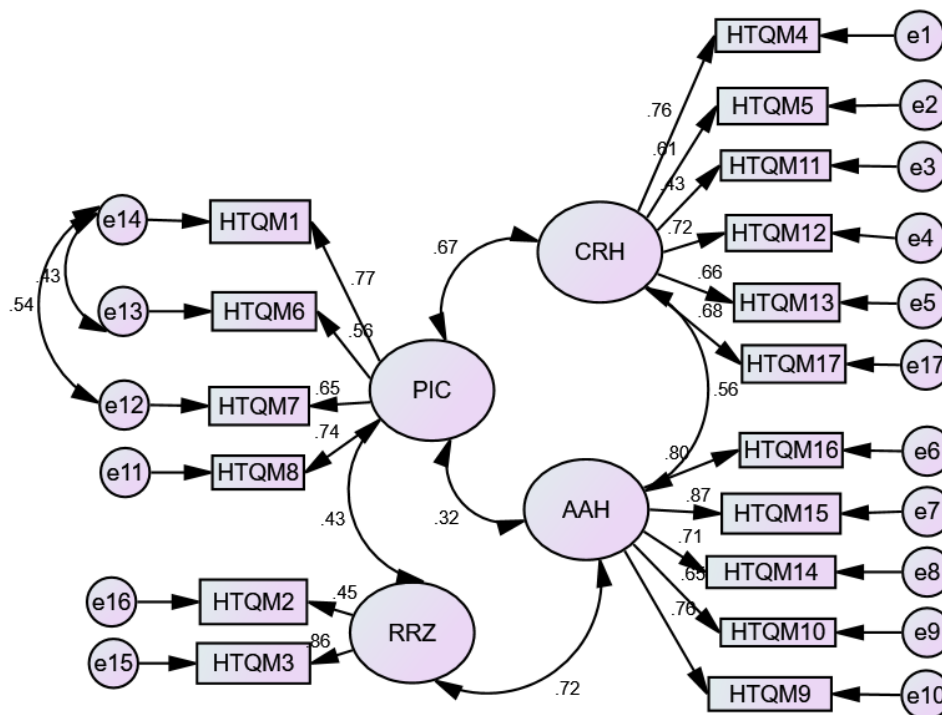 HTQM4
e1
.76
HTQM5
e2
.61
HTQM11
e3
.43
HTQM12
e4
.72
HTQM13
e5
.66
HTQM17
e17
.68
CRH
.67
.56
e14
HTQM1
.77
.43
.54
e13
HTQM6
.56
PIC
e12
HTQM7
.65
e11
HTQM8
.74
.43
.32
AAH
HTQM16
e6
.80
HTQM15
e7
.87
HTQM14
e8
.71
HTQM10
e9
.65
HTQM9
e10
.76
e16
HTQM2
.45
RRZ
e15
HTQM3
.86
.72